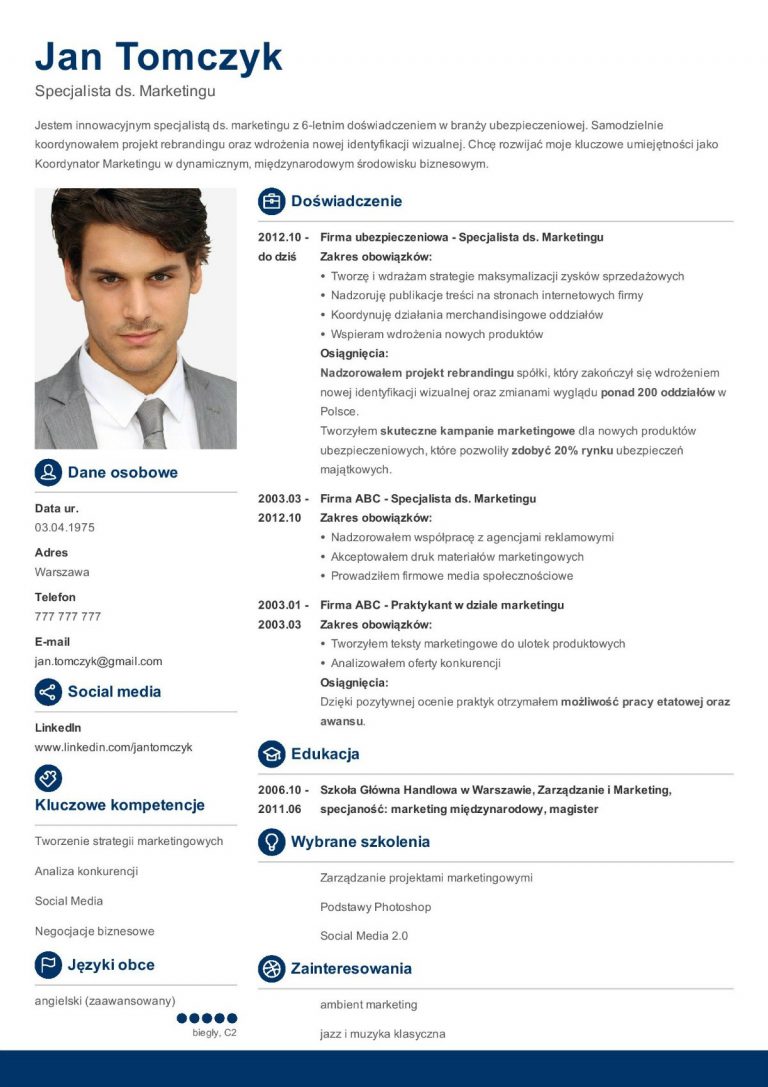 Jan Tomczyk
Specjalista ds. Marketingu
Jestem innowacyjnym specjalistą ds. marketingu z 6-letnim doświadczeniem w branży ubezpieczeniowej. Samodzielnie
koordynowałem projekt rebrandingu oraz wdrożenia nowej identyfikacji wizualnej. Chcę rozwijać moje kluczowe umiejętności jako
Koordynator Marketingu w dynamicznym, międzynarodowym środowisku biznesowym.
Dane osobowe
Data ur.
03.04.1975
Adres
Warszawa
Telefon
777 777 777
E-mail
jan.tomczyk@gmail.com
Social media
LinkedIn
www.linkedin.com/jantomczyk
Kluczowe kompetencje
Tworzenie strategii marketingowych
Analiza konkurencji
Social Media
Negocjacje biznesowe
Języki obce
angielski (zaawansowany)
biegły, C2
Doświadczenie
2012.10 - Firma ubezpieczeniowa - Specjalista ds. Marketingu
do dziś Zakres obowiązków:
• Tworzę i wdrażam strategie maksymalizacji zysków sprzedażowych
• Nadzoruję publikacje treści na stronach internetowych firmy
• Koordynuję działania merchandisingowe oddziałów
• Wspieram wdrożenia nowych produktów
Osiągnięcia:
Nadzorowałem projekt rebrandingu spółki, który zakończył się wdrożeniem
nowej identyfikacji wizualnej oraz zmianami wyglądu ponad 200 oddziałów w
Polsce.
Tworzyłem skuteczne kampanie marketingowe dla nowych produktów
ubezpieczeniowych, które pozwoliły zdobyć 20% rynku ubezpieczeń
majątkowych.
2003.03 - Firma ABC - Specjalista ds. Marketingu
2012.10 Zakres obowiązków:
• Nadzorowałem współpracę z agencjami reklamowymi
• Akceptowałem druk materiałów marketingowych
• Prowadziłem firmowe media społecznościowe
2003.01 - Firma ABC - Praktykant w dziale marketingu
2003.03 Zakres obowiązków:
• Tworzyłem teksty marketingowe do ulotek produktowych
• Analizowałem oferty konkurencji
Osiągnięcia:
Dzięki pozytywnej ocenie praktyk otrzymałem możliwość pracy etatowej oraz
awansu.
Edukacja
2006.10 - Szkoła Główna Handlowa w Warszawie, Zarządzanie i Marketing,
2011.06 specjaność: marketing międzynarodowy, magister
Wybrane szkolenia
Zarządzanie projektami marketingowymi
Podstawy Photoshop
Social Media 2.0
Zainteresowania
ambient marketing
jazz i muzyka klasyczna